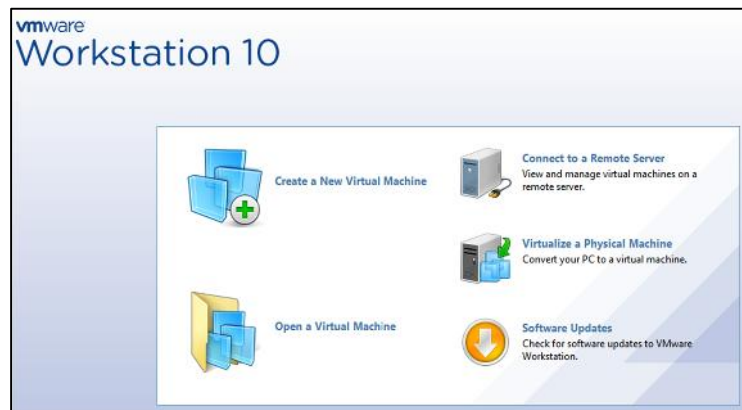 vmware
Workstation 10
Create a New Virtual Machine
Open a Virtual Machine
Connect to a Remote Server
View and manage virtual machines on a
remote server.
Virtualize a Physical Machine
Convert your PC to a virtual machine.
Software Updates
Check for software updates to VMware
Workstation.